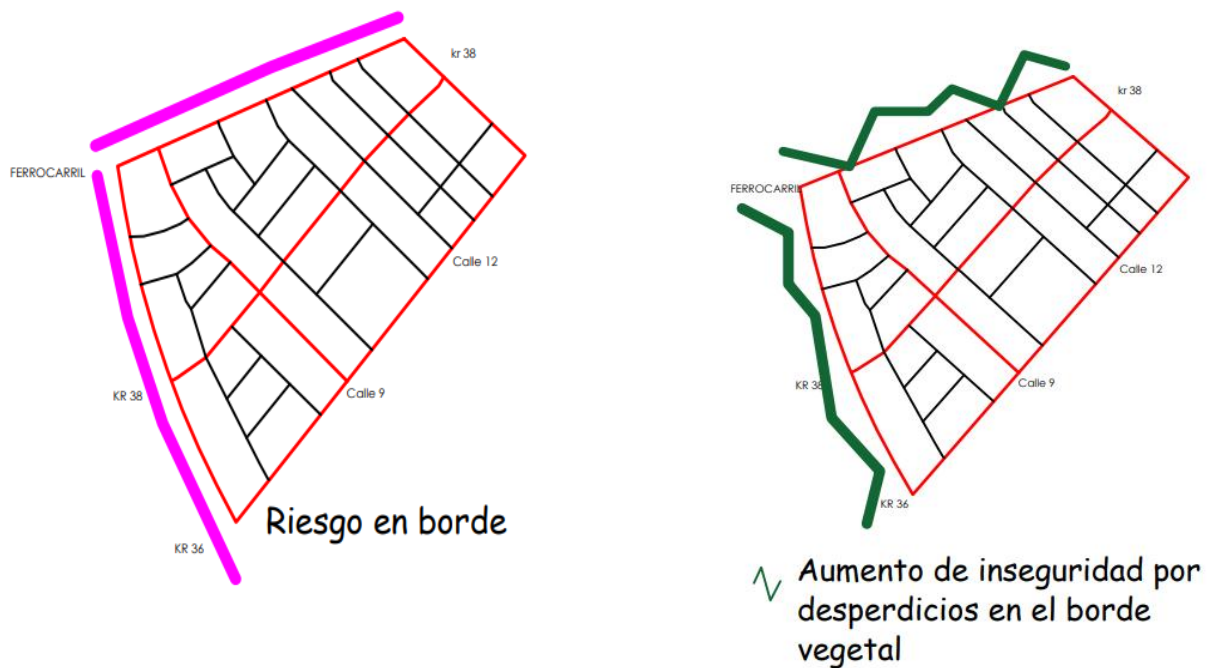 kr 38
FERROCARRIL
Calle 12
Calle 9
KR 38
KR 36
Riesgo en borde
kr 38
FERROCARRIL
Calle 12
Calle 9
KR 38
KR 36
Aumento de inseguridad por
desperdicios en el borde
vegetal